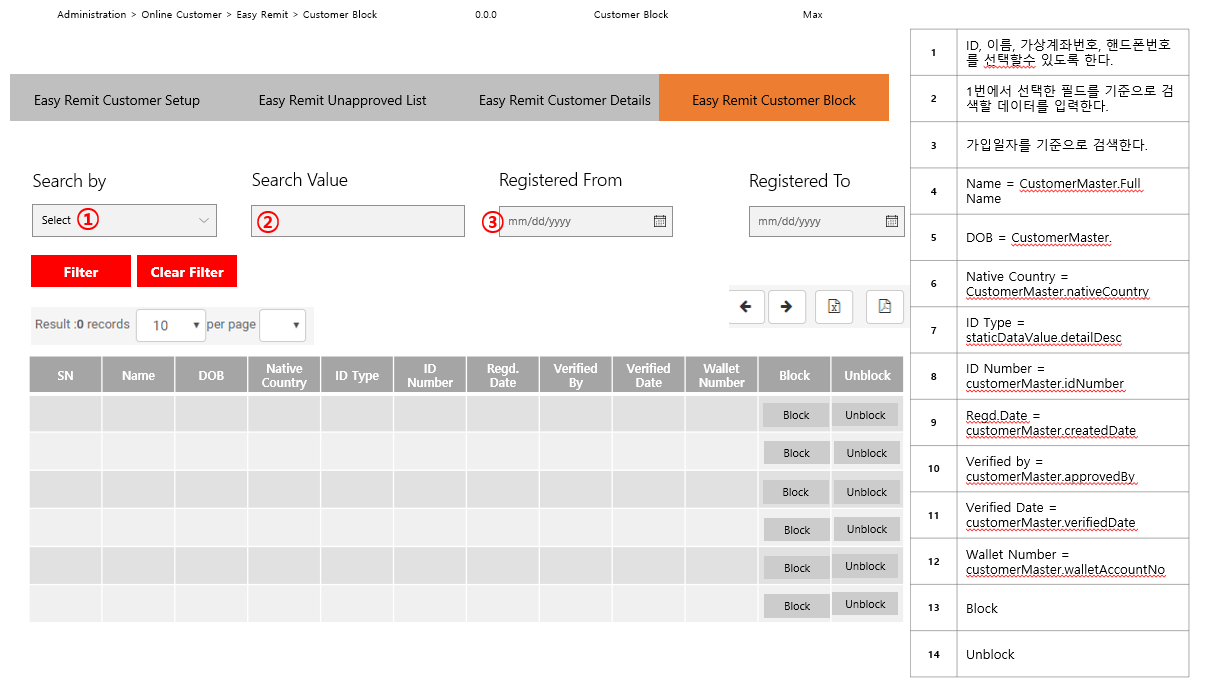 Administration > Online Customer > Easy Remit > Customer Block
0.0.0
Customer Block
Max
Easy Remit Customer Setup
Easy Remit Unapproved List
Easy Remit Customer Details
Easy Remit Customer Block
Search by
Search Value
Registered From
Registered To
Select ①
②
③ mm/dd/yyyy
mm/dd/yyyy
Filter
Clear Filter
Result :0 records 10 per page
SN
Name
DOB
Native
Country
ID Type
ID
Number
Regd.
Date
Verified
By
Verified
Date
Wallet
Number
Block
Unblock
Block Unblock
Block Unblock
Block Unblock
Block Unblock
Block Unblock
Block Unblock
1
ID, 이름, 가상계좌번호, 핸드폰번호
를 선택할수 있도록 한다.
2
1번에서 선택한 필드를 기준으로 검
색할 데이터를 입력한다.
3
가입일자를 기준으로 검색한다.
4
Name = CustomerMaster.Full
Name
5
DOB = CustomerMaster.
6
Native Country =
CustomerMaster.nativeCountry
7
ID Type =
staticDataValue.detailDesc
8
ID Number =
customerMaster.idNumber
9
Regd.Date =
customerMaster.createdDate
10
Verified by =
customerMaster.approvedBy
11
Verified Date =
customerMaster.verifiedDate
12
Wallet Number =
customerMaster.walletAccountNo
13
Block
14
Unblock